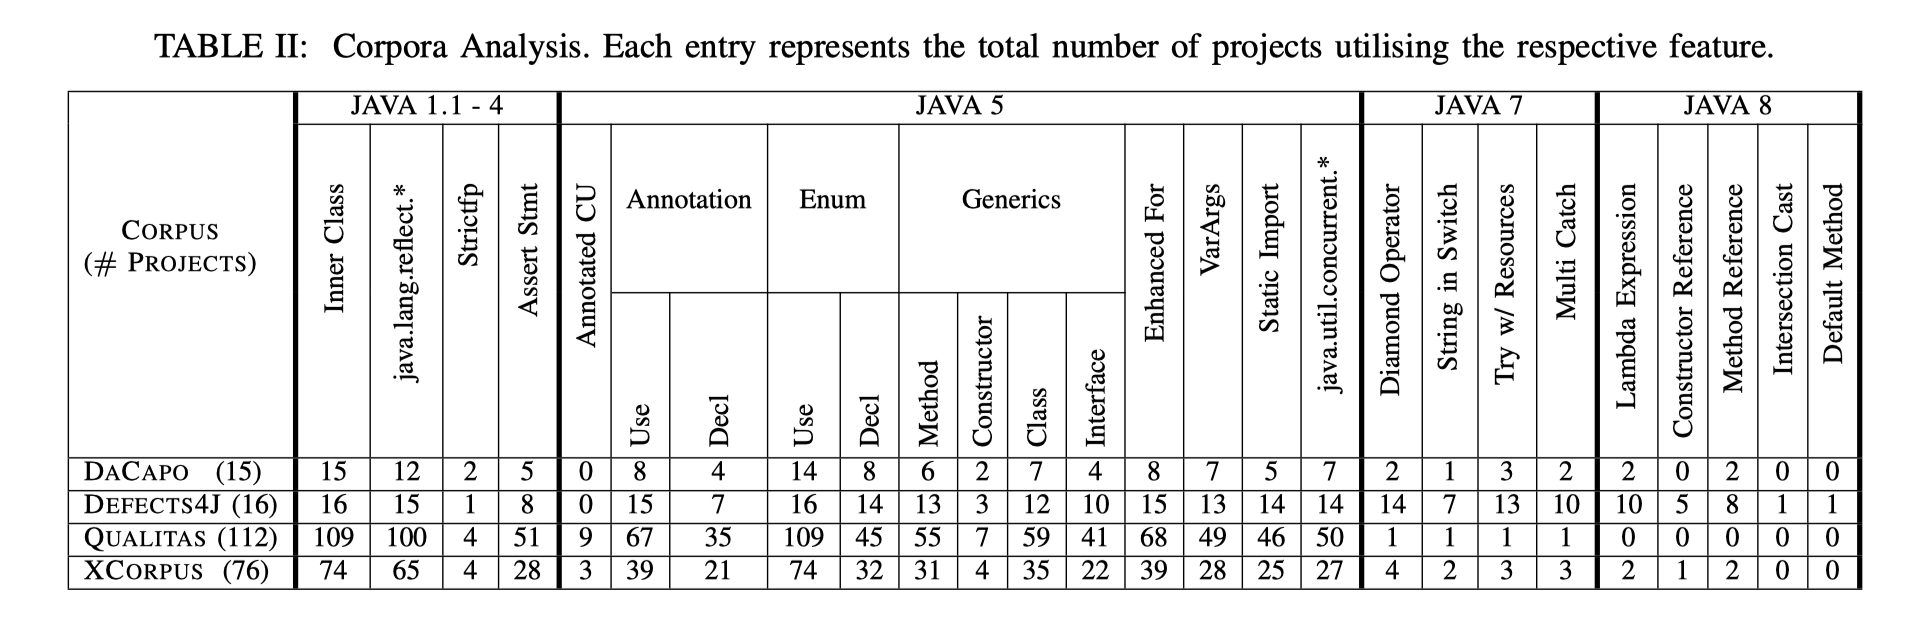 TABLE II: Corpora Analysis. Each entry represents the total number of projects utilising the respective feature.
CORPUS
(# PROJECTS)
JAVA 1.1 - 4
JAVA 5
JAVA 7
JAVA 8
Inner Class
java.lang.reflect.*
Strictfp
Assert Stmt
Annotated CU
Annotation
Use
Decl
Enum
Use
Decl
Generics
Method
Constructor
Class
Interface
Enhanced For
VarArgs
Static Import
java.util.concurrent.*
Diamond Operator
String in Switch
Try w/ Resources
Multi Catch
Lambda Expression
Constructor Reference
Method Reference
Intersection Cast
Default Method
DACAPO (15) 15 12 2 5 0 8 4 14 8 6 2 7 4 8 7 5 7 2 1 3 2 2 0 2 0 0
DEFECTS4J (16) 16 15 1 8 0 15 7 16 14 13 3 12 10 15 13 14 14 14 7 13 10 10 5 8 1 1
QUALITAS (112) 109 100 4 51 9 67 35 109 45 55 7 59 41 68 49 46 50 1 1 1 1 0 0 0 0 0
XCORPUS (76) 74 65 4 28 3 39 21 74 32 31 4 35 22 39 28 25 27 4 2 3 3 2 1 2 0 0